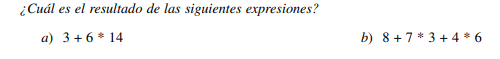 ¿Cuál es el resultado de las siguientes expresiones?
a) 3 + 6 * 14 b) 8 + 7 * 3 + 4 * 6